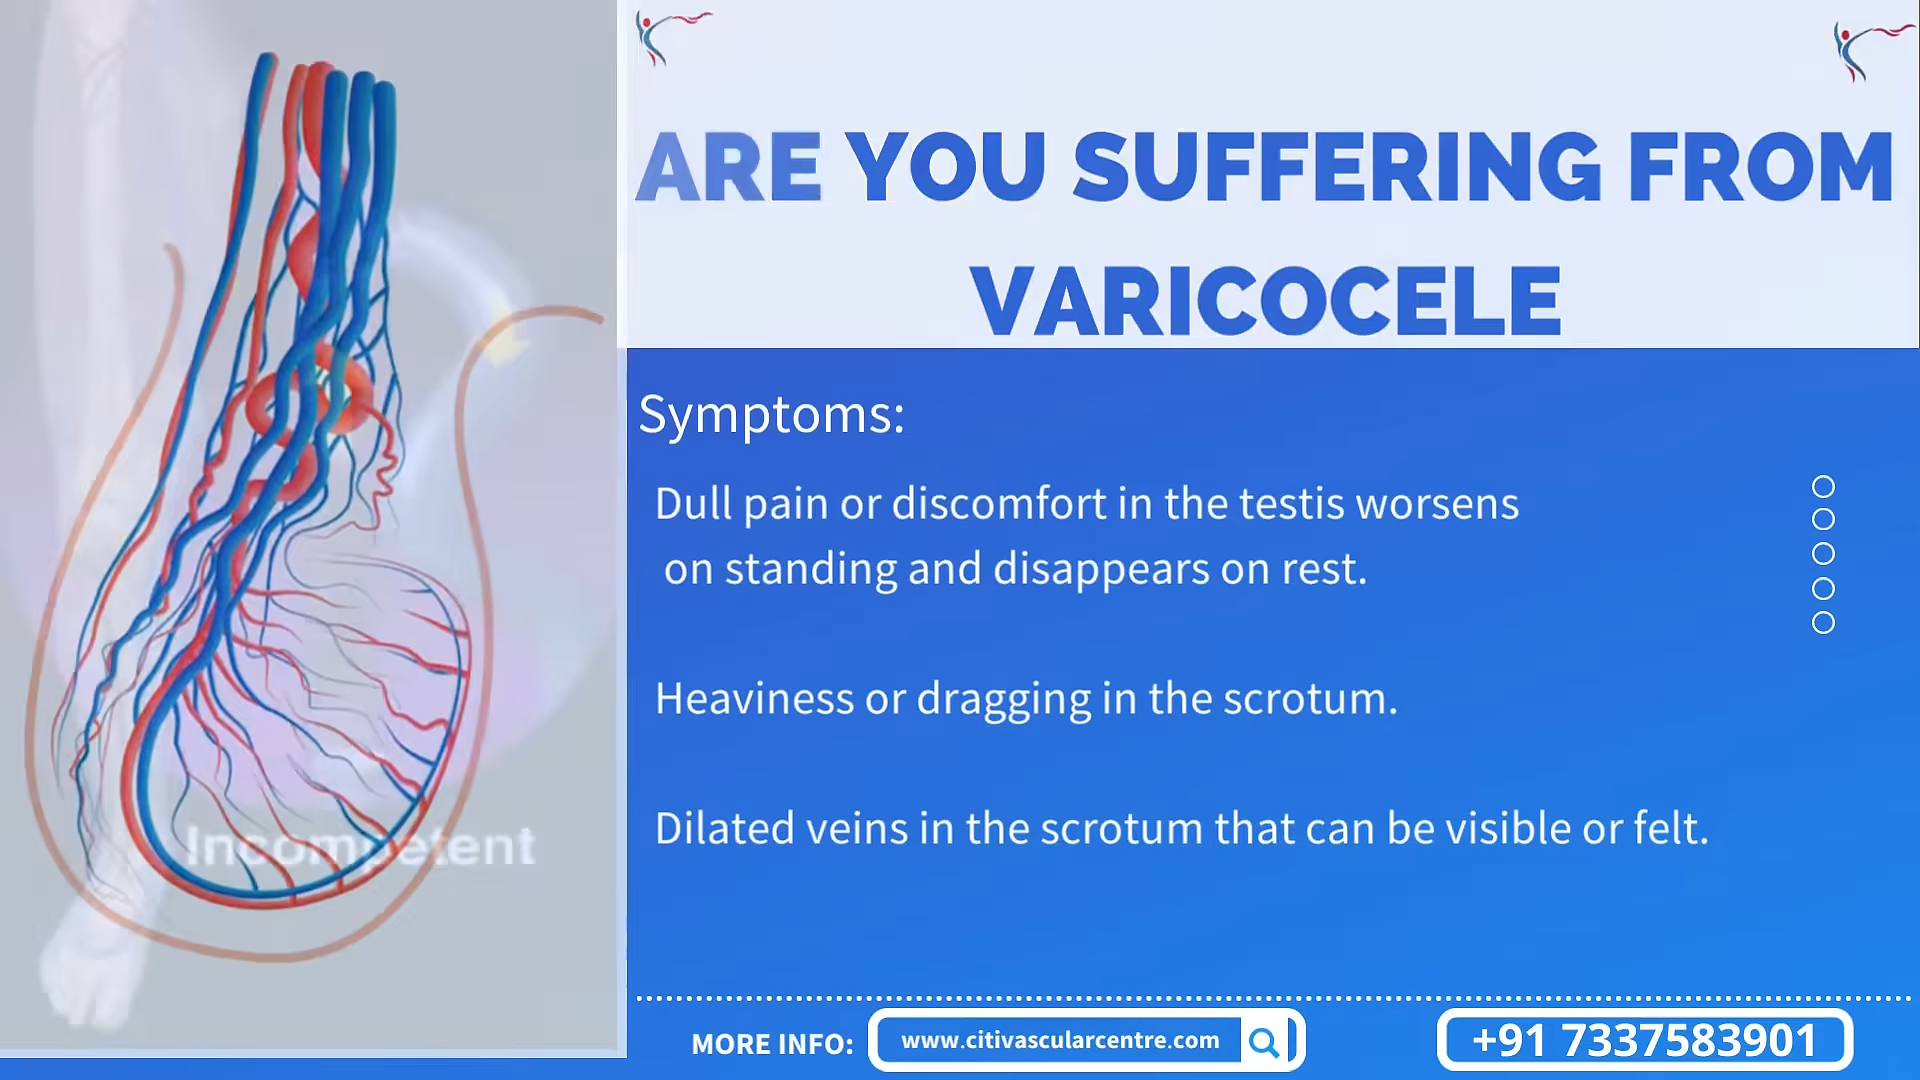 ARE YOU SUFFERING FROM
VARICOCELE
Symptoms:
Dull pain or discomfort in the testis worsens
on standing and disappears on rest.
Heaviness or dragging in the scrotum.
Dilated veins in the scrotum that can be visible or felt.
Incompetent
MORE INFO:
www.citivascularcentre.com
+91 7337583901